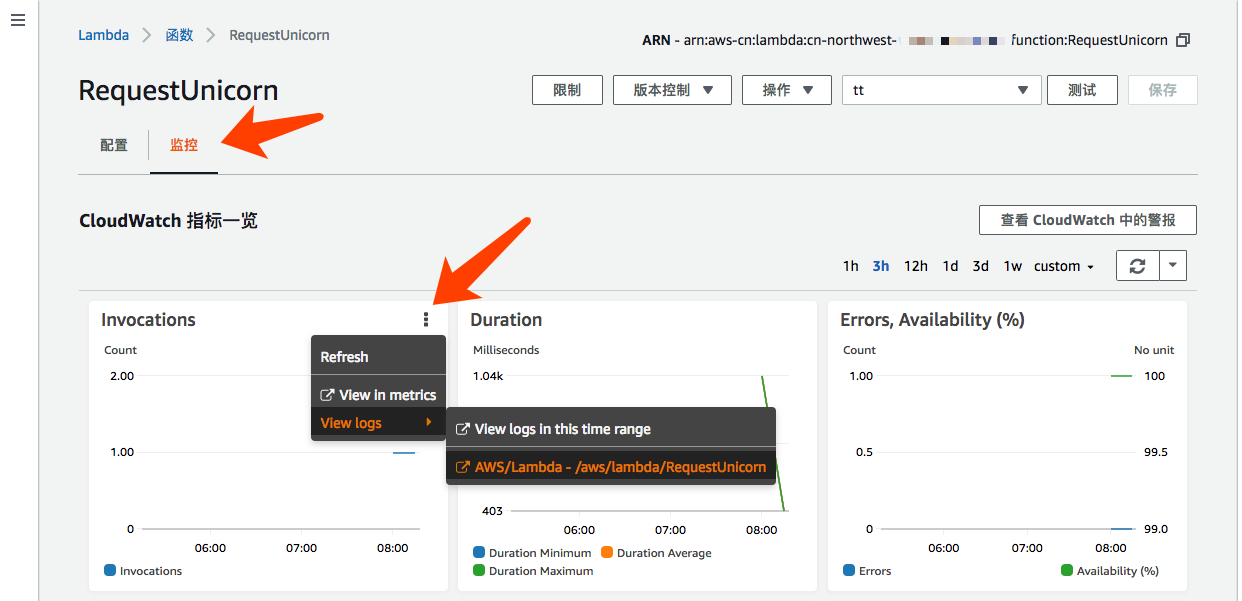 Lambda > 函数 > RequestUnicorn
ARN - arn:aws-cn:lambda:cn-northwest- function:RequestUnicorn
RequestUnicorn
限制 版本控制 操作 tt 测试 保存
配置 监控
CloudWatch 指标一览
查看 CloudWatch 中的警报
1h 3h 12h 1d 3d 1w custom
Invocations
Count
2.00
1.00
0
06:00 07:00 08:00
Invocations
Refresh
View in metrics
View logs
View logs in this time range
AWS/Lambda - /aws/lambda/RequestUnicorn
Duration
Milliseconds
1.04k
403
06:00 07:00 08:00
Duration Minimum Duration Average
Duration Maximum
Errors, Availability (%)
Count No unit
1.00 100
0.5 99.5
0 99.0
06:00 07:00 08:00
Errors Availability (%)